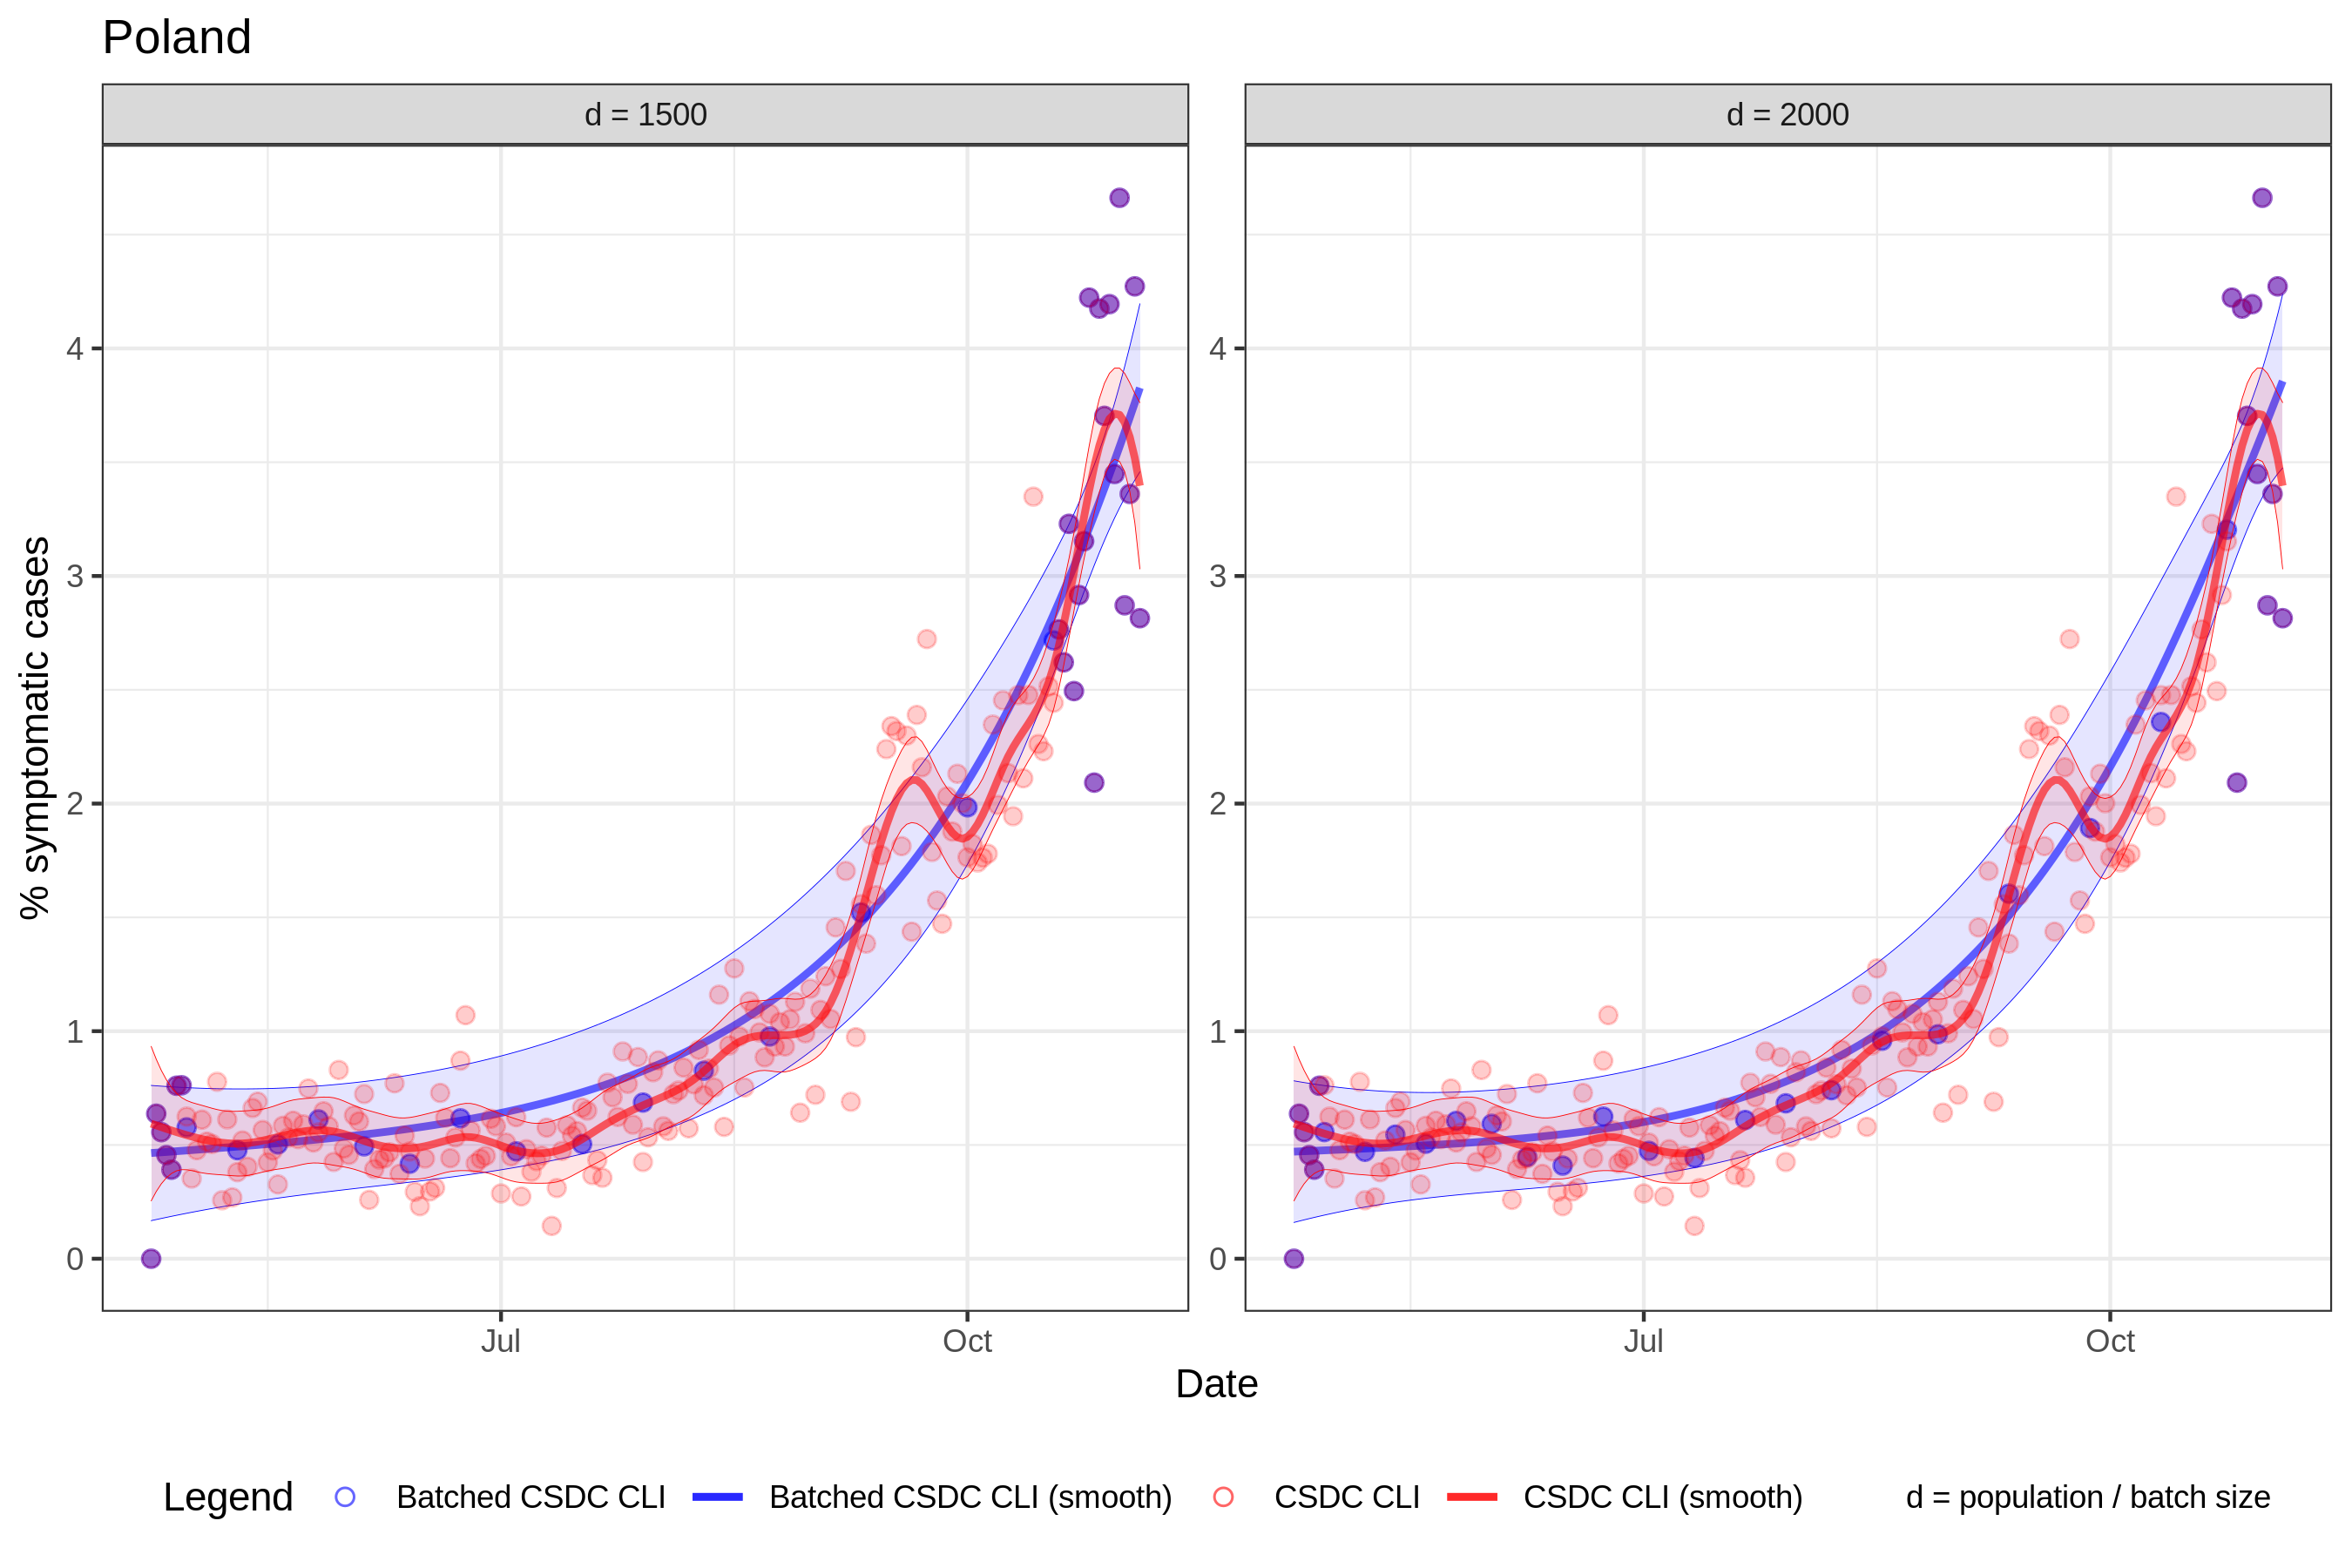 Poland
d = 1500
d = 2000
% symptomatic cases
4
3
2
1
0
4
3
2
1
0
Jul
Oct
Jul
Oct
Date
Legend
Batched CSDC CLI
Batched CSDC CLI (smooth)
CSDC CLI
CSDC CLI (smooth)
d = population / batch size